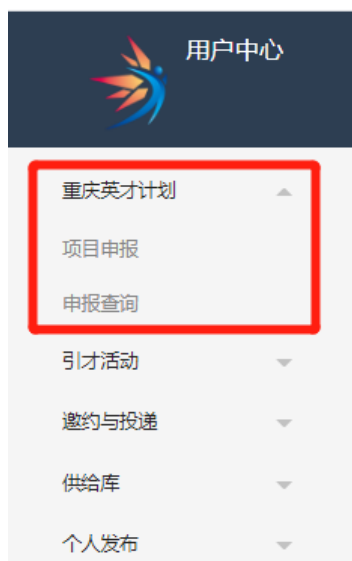 用户中心
重庆英才计划
项目申报
申报查询
引才活动
邀约与投递
供给库
个人发布